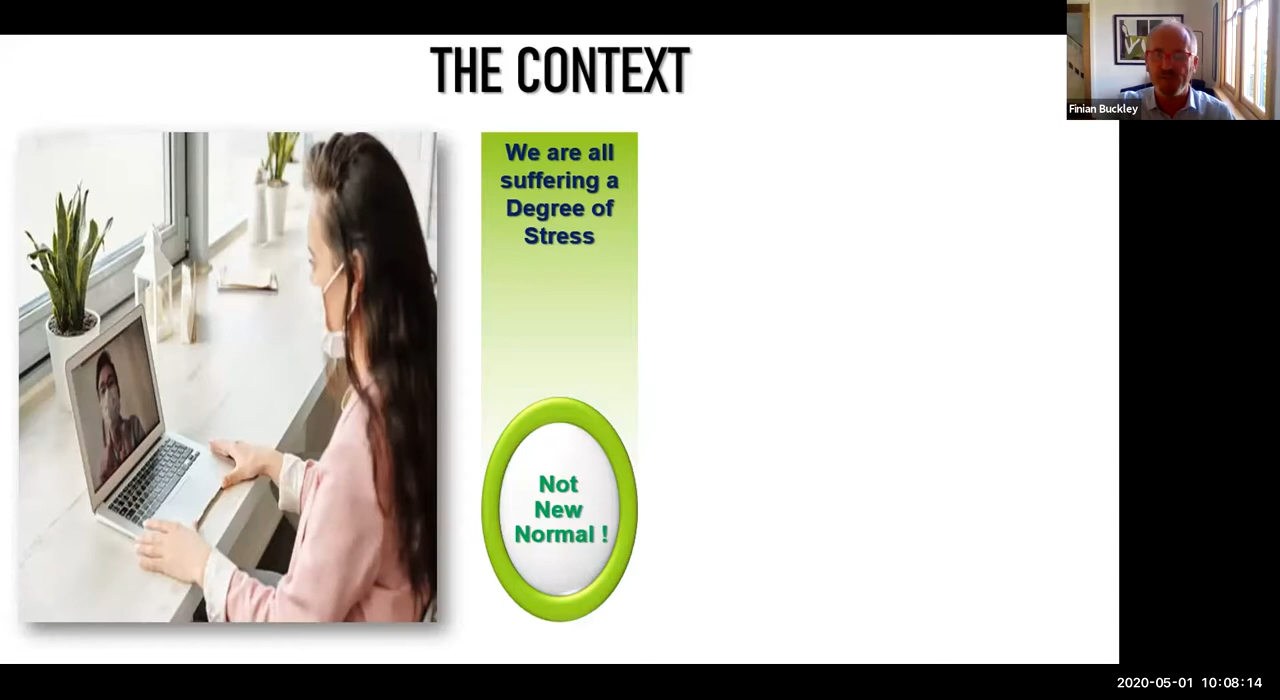 THE CONTEXT
Finian Buckley
We are all
suffering a
Degree of
Stress
Not
New
Normal !
2020-05-01 10:08:14